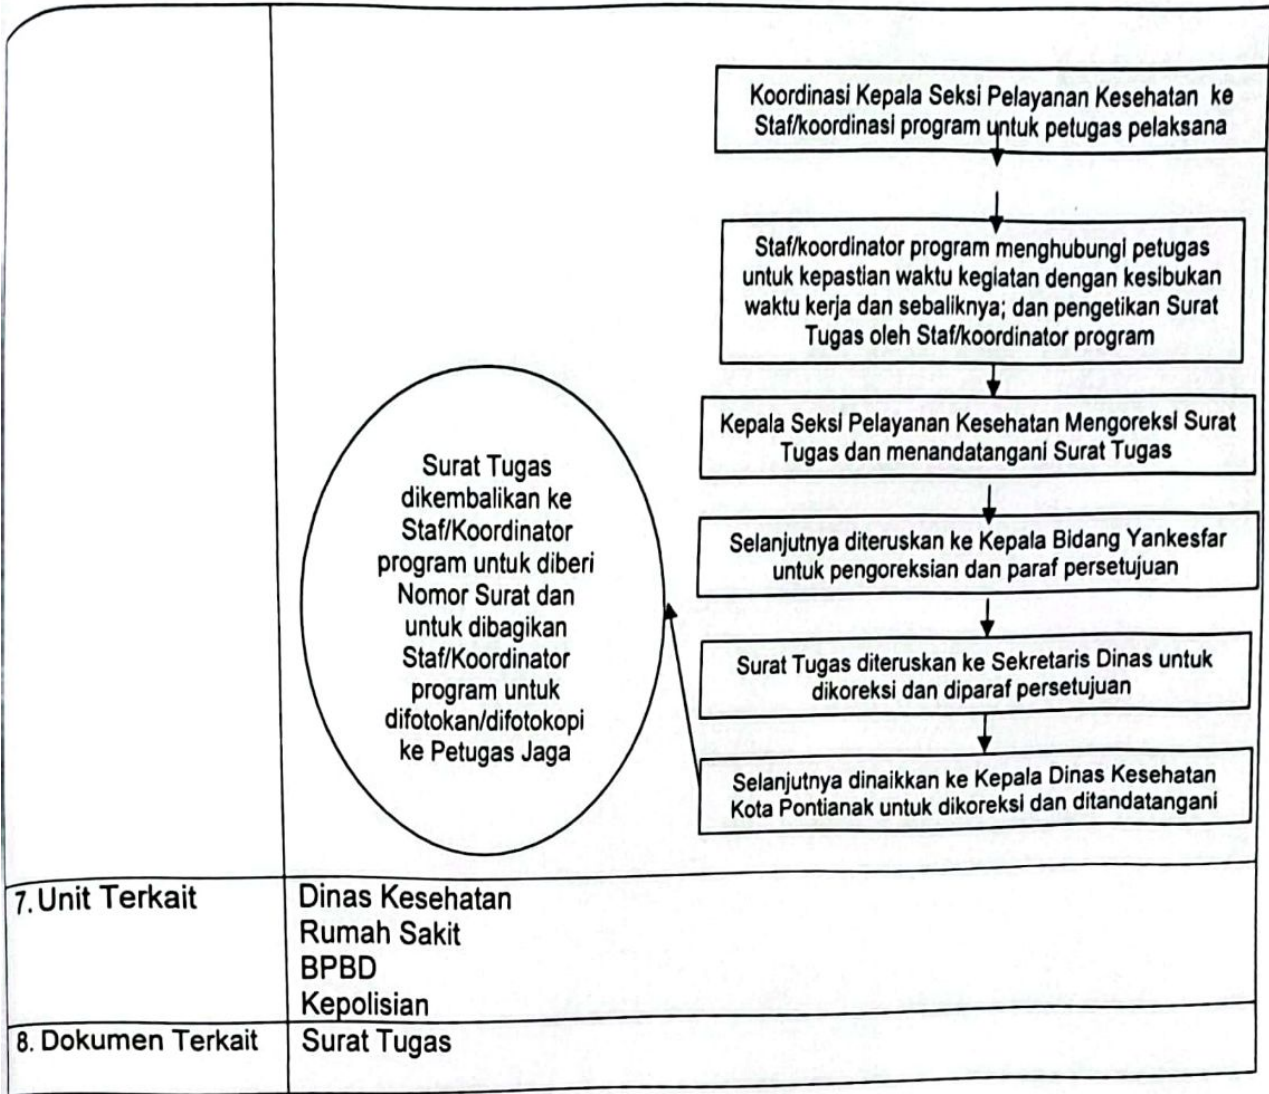 Koordinasi Kepala Seksi Pelayanan Kesehatan ke
Staf/koordinasi program untuk petugas pelaksana
Staf/koordinator program menghubungi petugas
untuk kepastian waktu kegiatan dengan kesibukan
waktu kerja dan sebaliknya; dan pengetikan Surat
Tugas oleh Staf/koordinator program
Kepala Seksi Pelayanan Kesehatan Mengoreksi Surat
Tugas dan menandatangani Surat Tugas
Selanjutnya diteruskan ke Kepala Bidang Yankesfar
untuk pengoreksian dan paraf persetujuan
Surat Tugas diteruskan ke Sekretaris Dinas untuk
dikoreksi dan diparaf persetujuan
Selanjutnya dinaikkan ke Kepala Dinas Kesehatan
Kota Pontianak untuk dikoreksi dan ditandatangani
Surat Tugas
dikembalikan ke
Staf/Koordinator
program untuk diberi
Nomor Surat dan
untuk dibagikan
Staf/Koordinator
program untuk
difotokan/difotokopi
ke Petugas Jaga
7. Unit Terkait
Dinas Kesehatan
Rumah Sakit
BPBD
Kepolisian
8. Dokumen Terkait
Surat Tugas